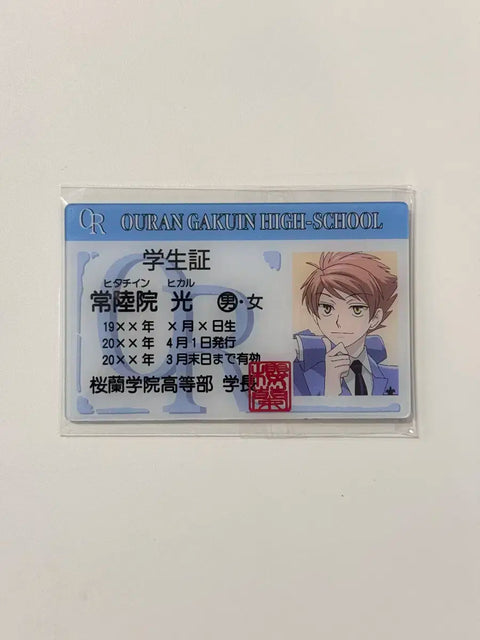 OR OURAN GAKUIN HIGH-SCHOOL
学生証
ヒタチイン ヒカル
常陸院 光 男・女
19××年 ×月×日生
20××年 4月1日発行
20××年 3月末日まで有効
桜蘭学院高等部 学長
櫻蘭